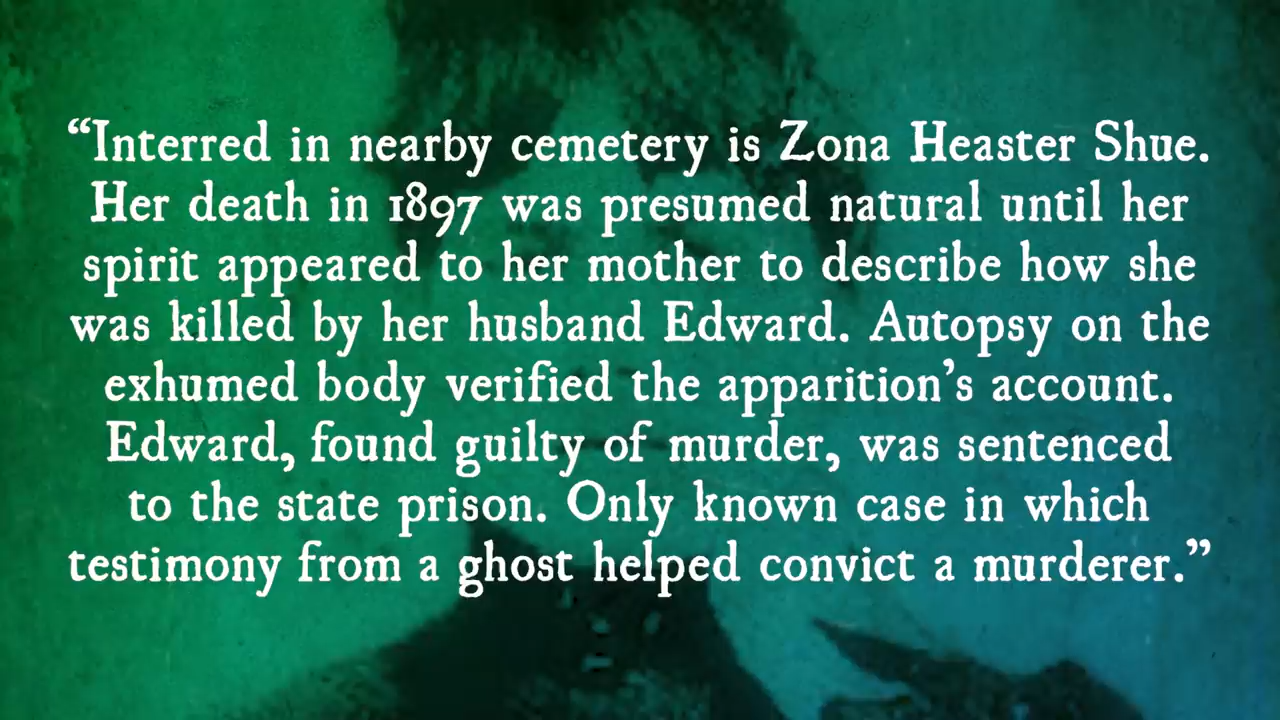 “Interred in nearby cemetery is Zona Heaster Shue.
Her death in 1897 was presumed natural until her
spirit appeared to her mother to describe how she
was killed by her husband Edward. Autopsy on the
exhumed body verified the apparition’s account.
Edward, found guilty of murder, was sentenced
to the state prison. Only known case in which
testimony from a ghost helped convict a murderer.”